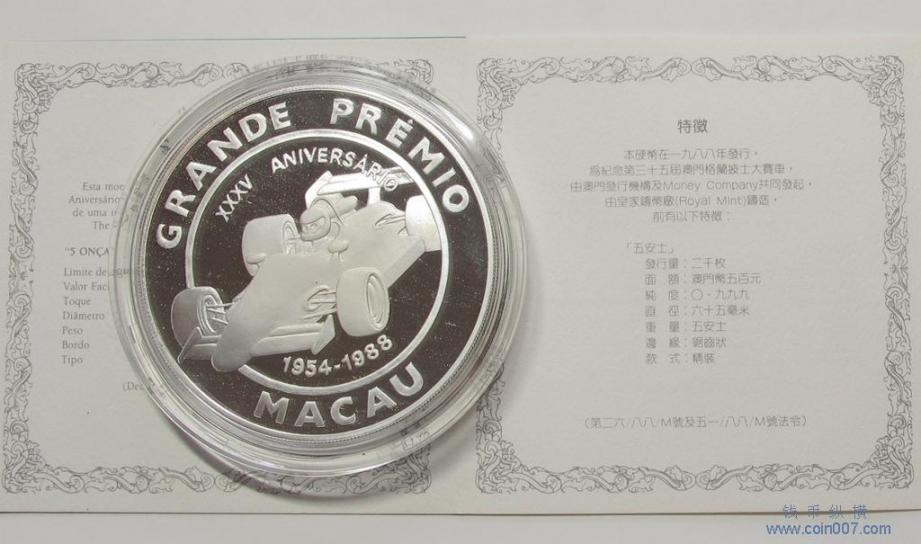 GRANDE PRÉMIO
XXXV ANIVERSÁRIO
1954-1988
MACAU
Esta moe
Aniversário
de uma i
The
"5 ONÇA
Limite de
Valor Faci
Toque
Diâmetro
Peso
Bordo
Tipo
(De
特徵
本硬幣在一九八八年發行，
為紀念第三十五屆澳門格蘭披士大賽車，
由澳門發行機構及Money Company共同發起，
由皇家鑄幣廠(Royal Mint)鑄造，
前有以下特徵：
「五安士」
發行量：二千枚
面 額：澳門幣五百元
純 度：〇·九九九
直 徑：六十五毫米
重 量：五安士
邊 緣：鋸齒狀
款 式：精裝
(第二六/八八/M號及五一/八八/M號法令)
钱币纵横
www.coin007.com